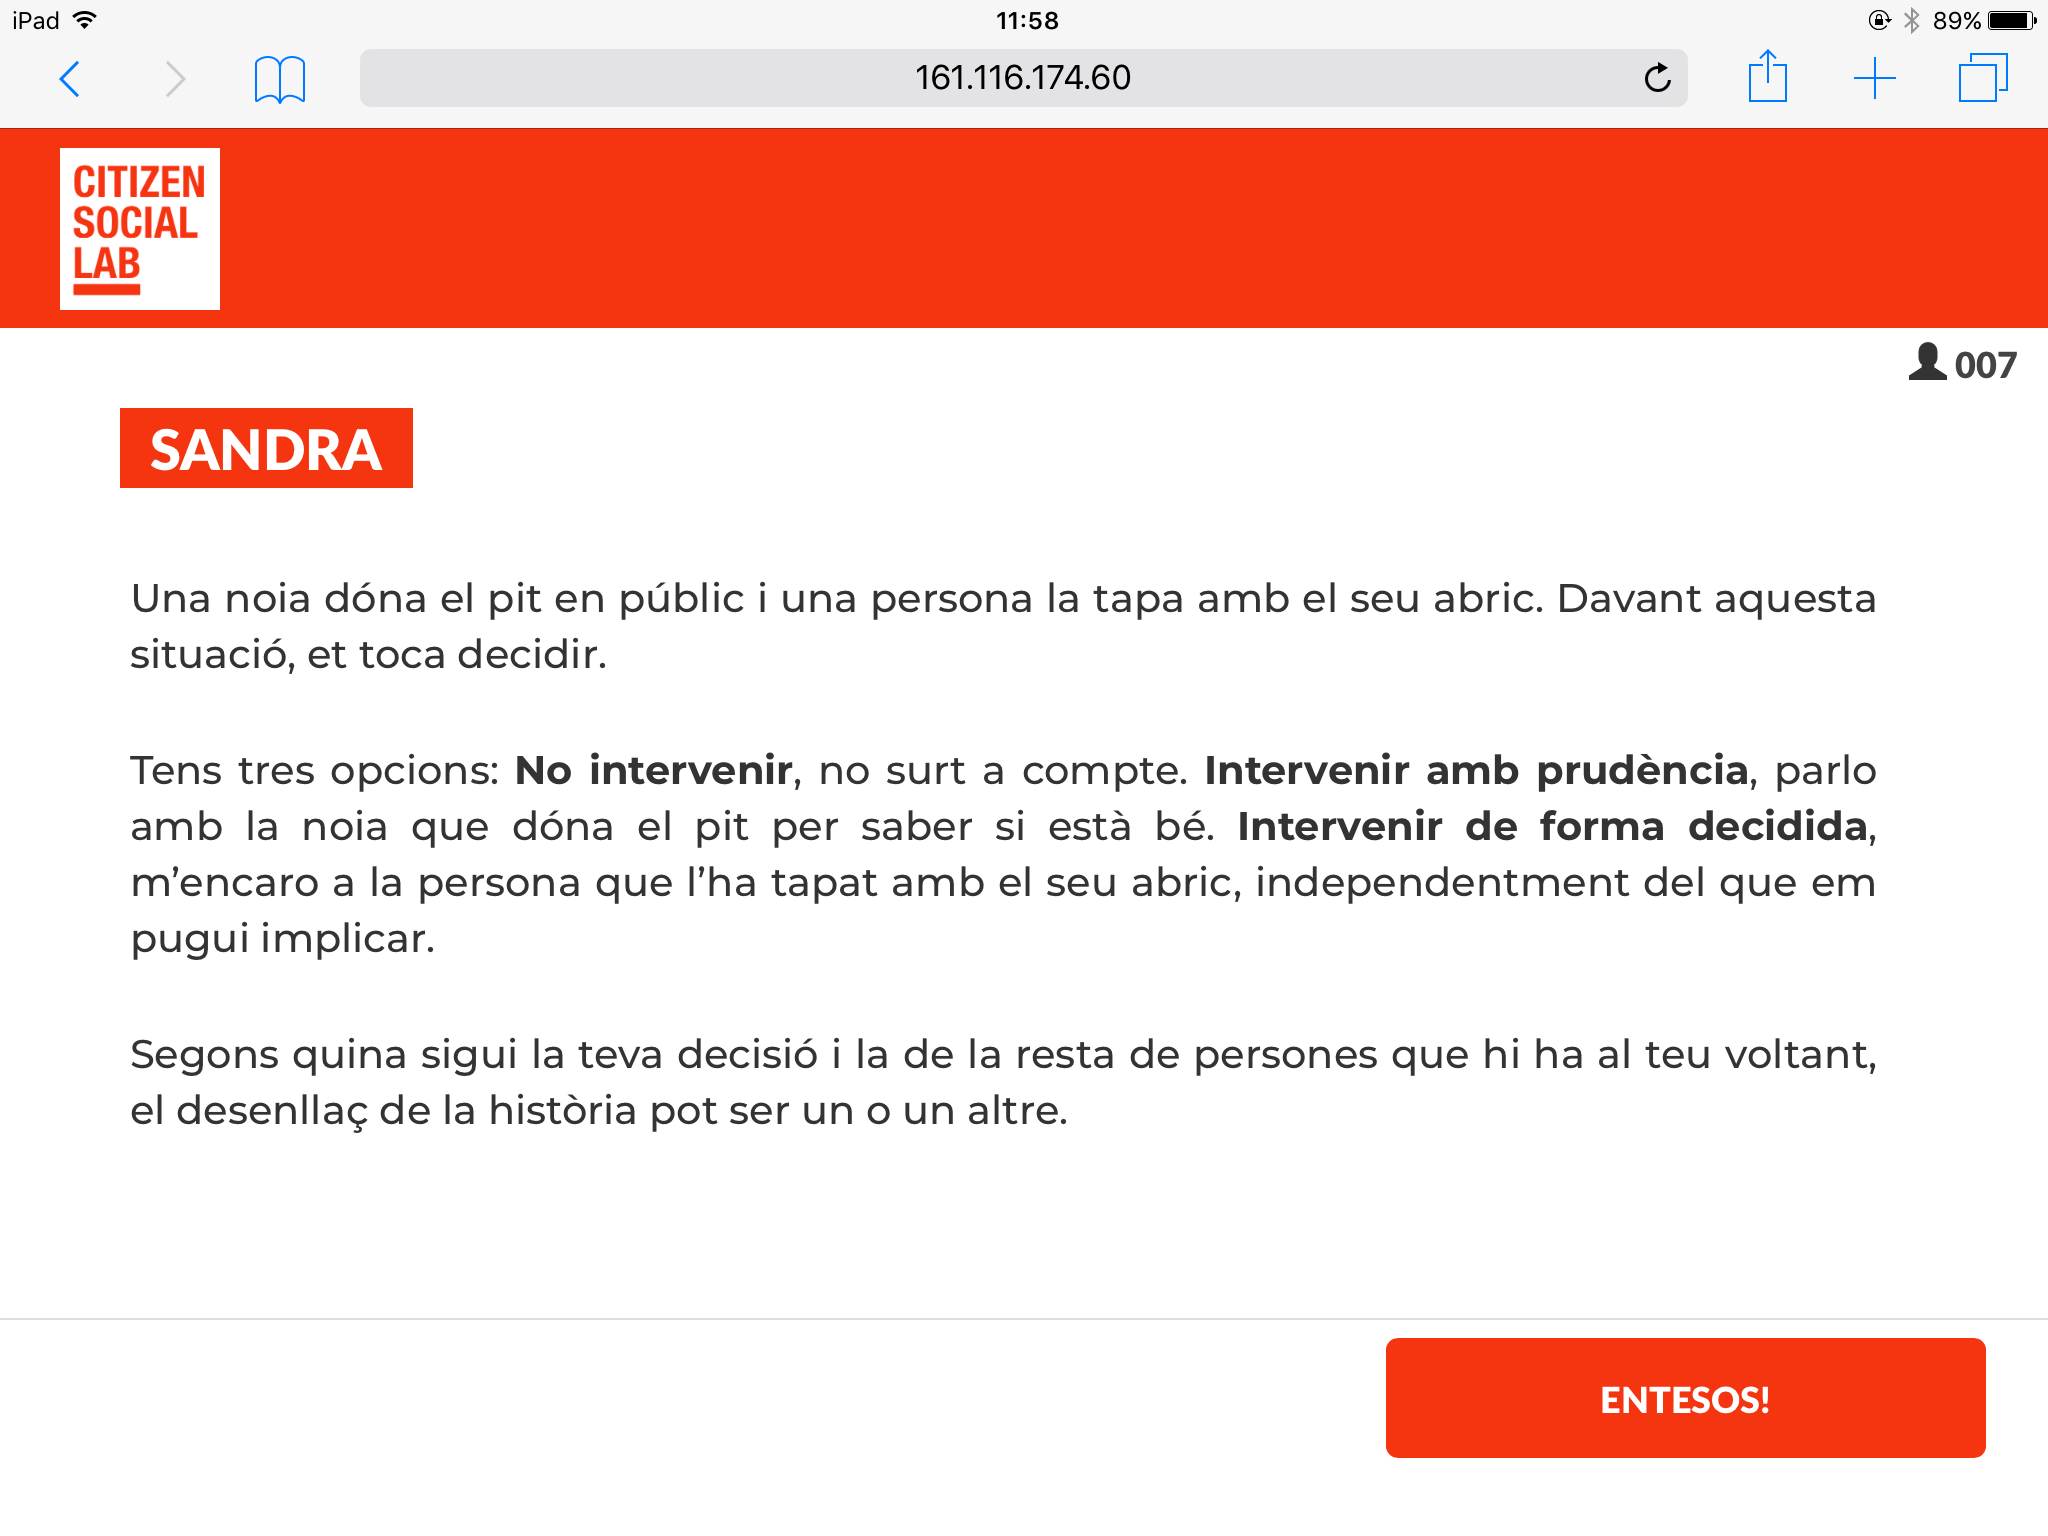 iPad
11:58
89%
161.116.174.60
CITIZEN
SOCIAL
LAB
007
SANDRA
Una noia dóna el pit en públic i una persona la tapa amb el seu abric. Davant aquesta
situació, et toca decidir.
Tens tres opcions: No intervenir, no surt a compte. Intervenir amb prudència, parlo
amb la noia que dóna el pit per saber si està bé. Intervenir de forma decidida,
m’encaro a la persona que l’ha tapat amb el seu abric, independentment del que em
pugui implicar.
Segons quina sigui la teva decisió i la de la resta de persones que hi ha al teu voltant,
el desenllaç de la història pot ser un o un altre.
ENTESOS!